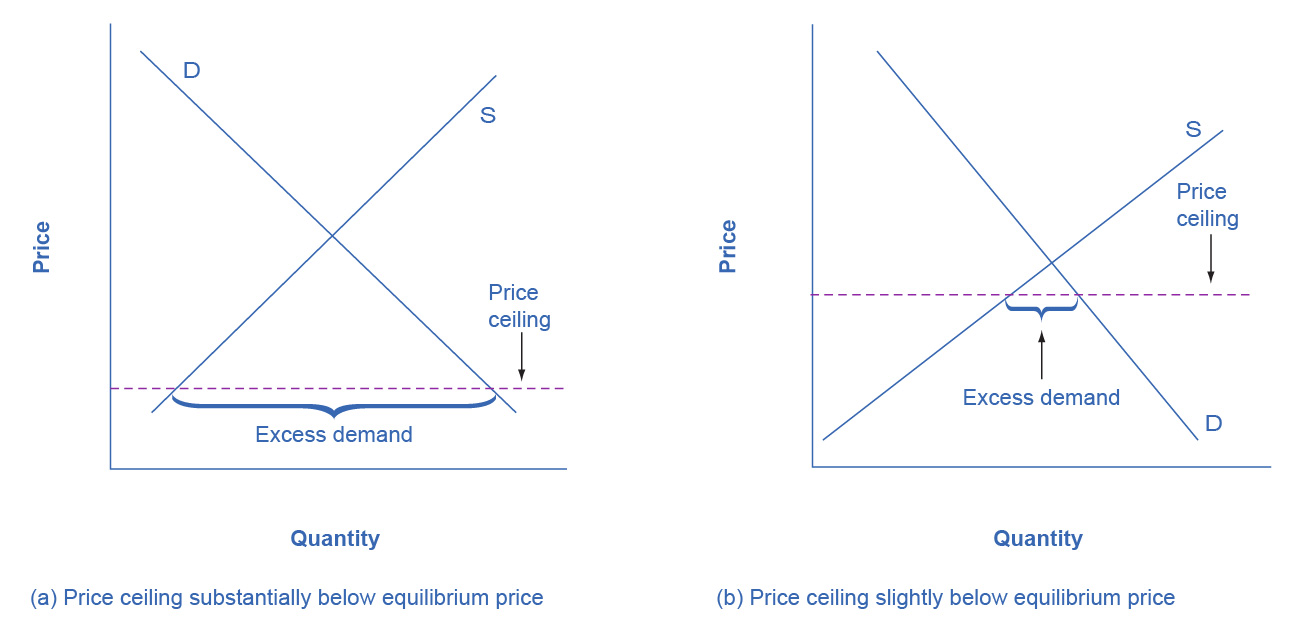 D
S
Price
Price
ceiling
Excess demand
Quantity
(a) Price ceiling substantially below equilibrium price
S
Price
ceiling
Price
Excess demand
D
Quantity
(b) Price ceiling slightly below equilibrium price